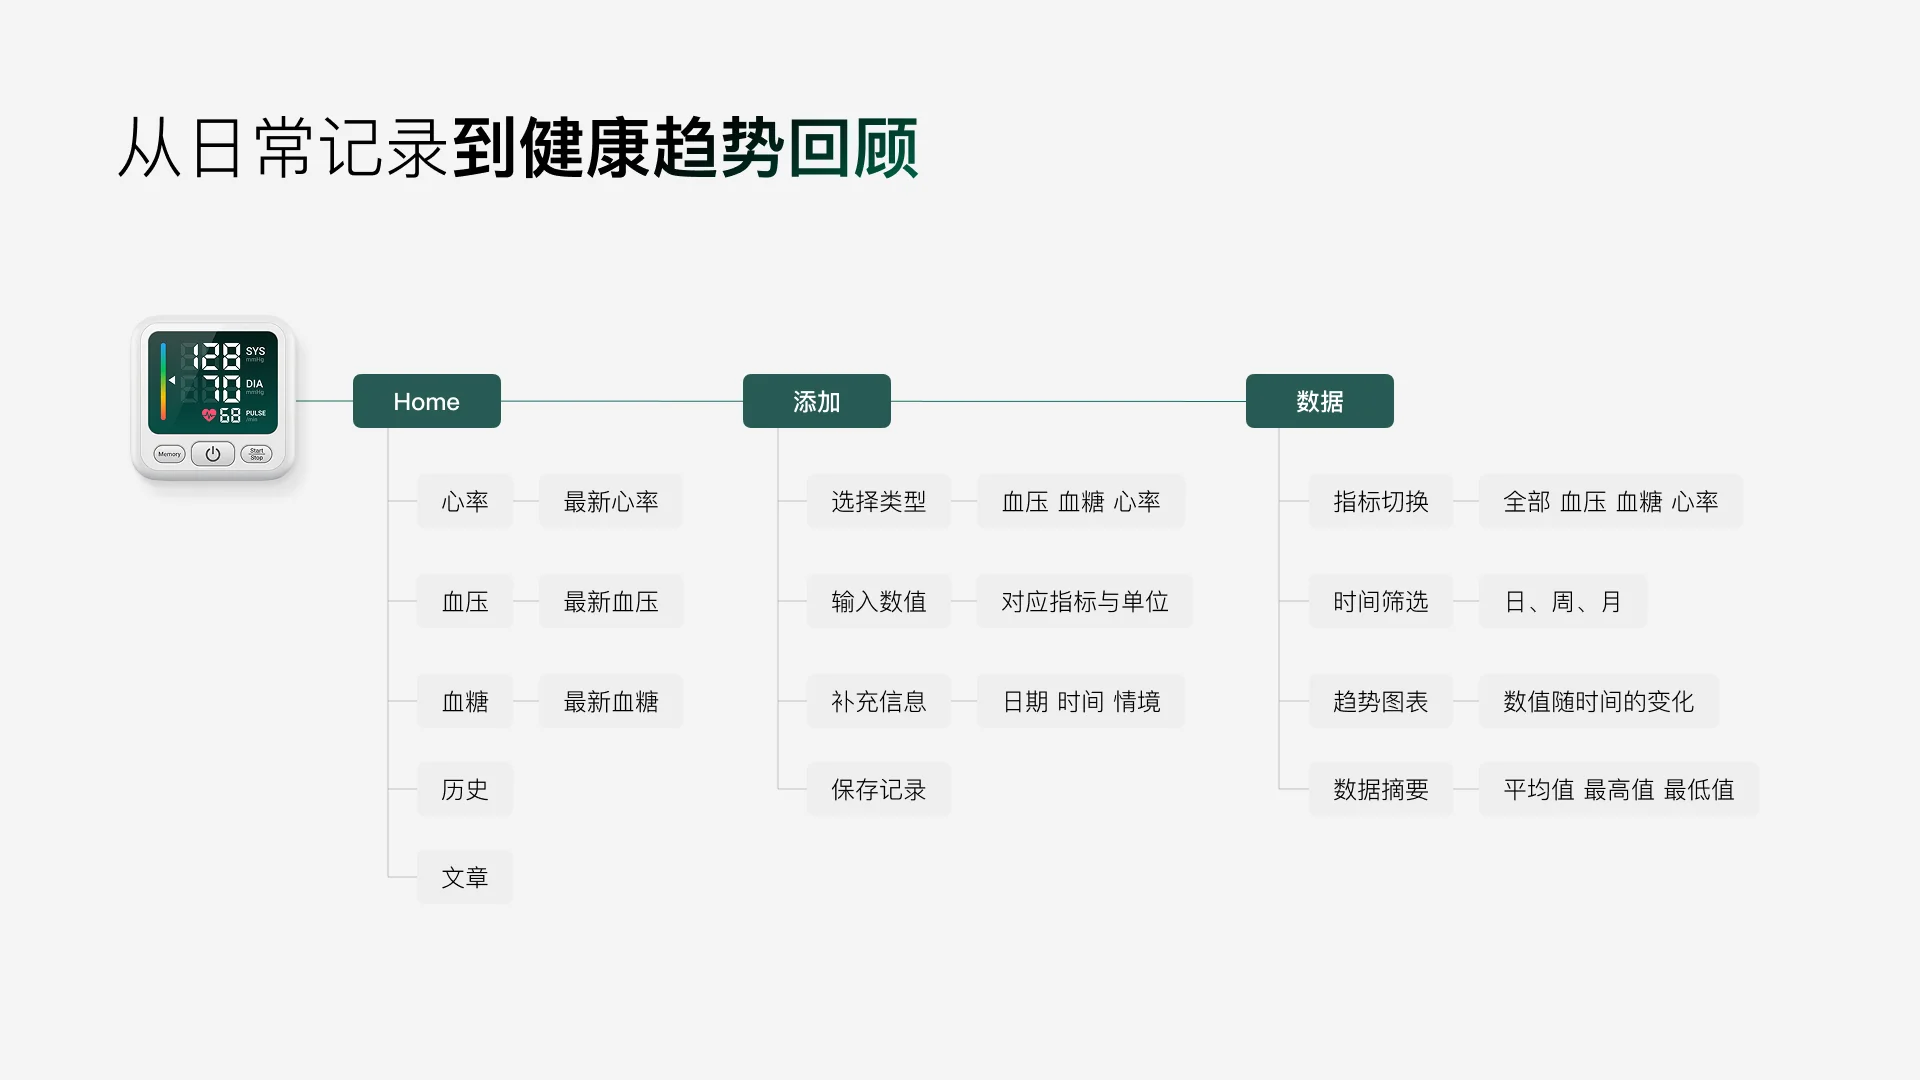 从日常记录到健康趋势回顾
128 SYS mmHg
70 DIA mmHg
68 PULSE /min
Memory
Start Stop
Home
心率 最新心率
血压 最新血压
血糖 最新血糖
历史
文章
添加
选择类型 血压 血糖 心率
输入数值 对应指标与单位
补充信息 日期 时间 情境
保存记录
数据
指标切换 全部 血压 血糖 心率
时间筛选 日、周、月
趋势图表 数值随时间的变化
数据摘要 平均值 最高值 最低值